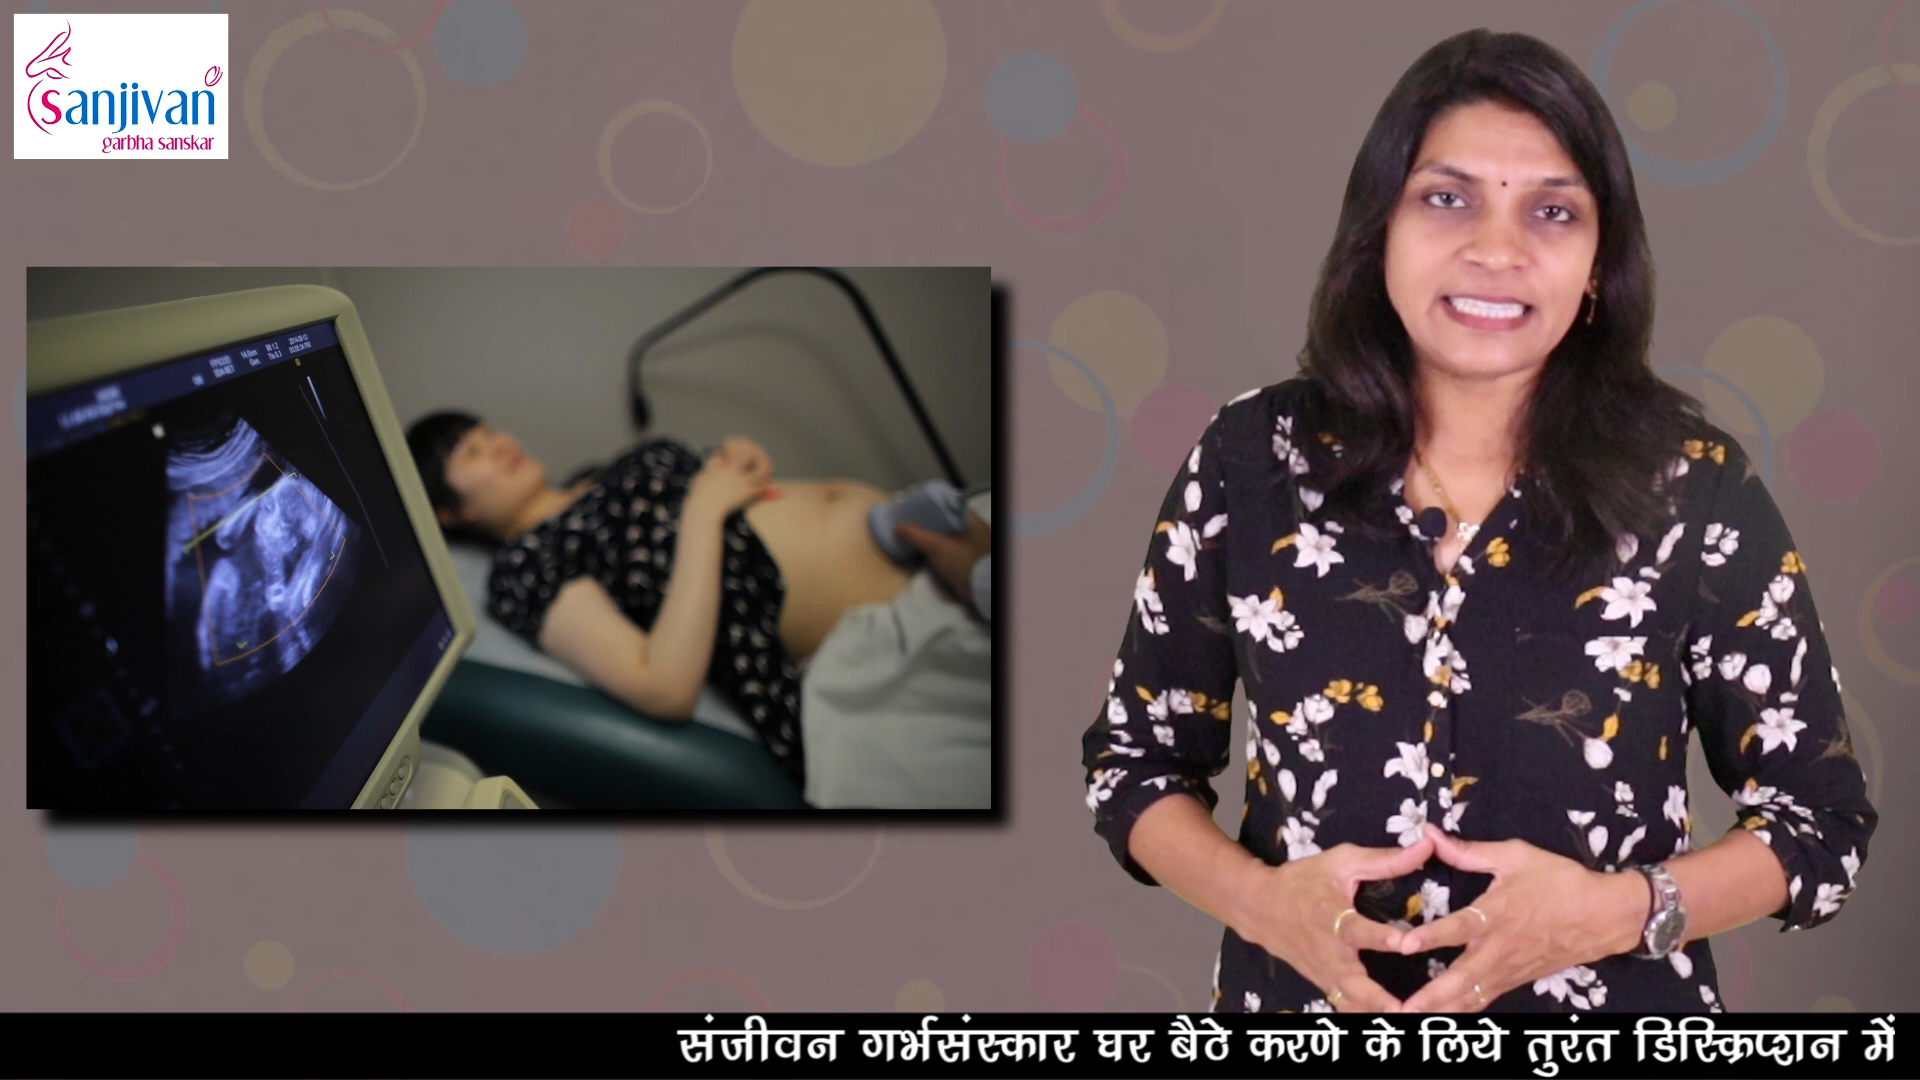 sanjivan
garbha sanskar
संजीवन गर्भसंस्कार घर बैठे करणे के लिये तुरंत डिस्क्रिप्शन में